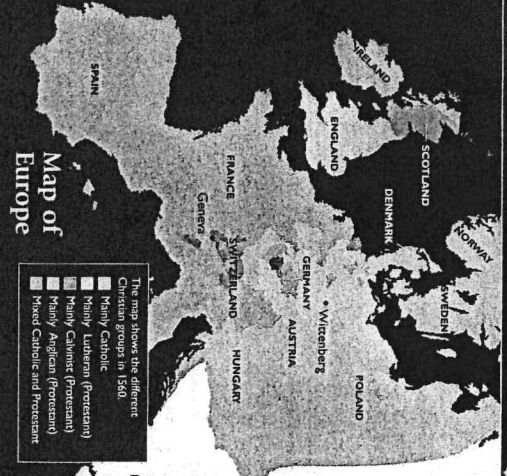 IRELAND
SCOTLAND
ENGLAND
NORWAY
SWEDEN
DENMARK
SPAIN
FRANCE
Geneva
SWITZERLAND
GERMANY
Wittenberg
AUSTRIA
HUNGARY
POLAND
Map of
Europe
The map shows the different
Christian groups in 1560.
Mainly Catholic
Mainly Lutheran (Protestant)
Mainly Calvinist (Protestant)
Mainly Anglican (Protestant)
Mixed Catholic and Protestant